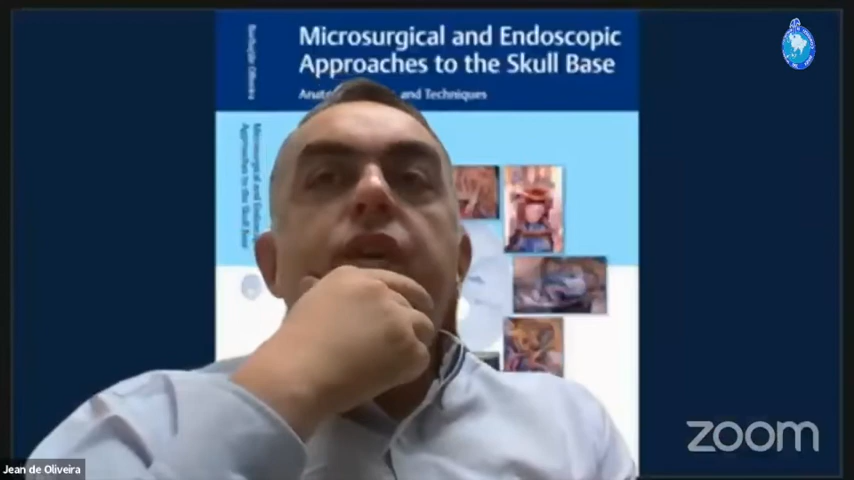 Microsurgical and Endoscopic
Approaches to the Skull Base
and Techniques
Microsurgical and
Approaches to the Skull Base
zoom
Jean de Oliveira